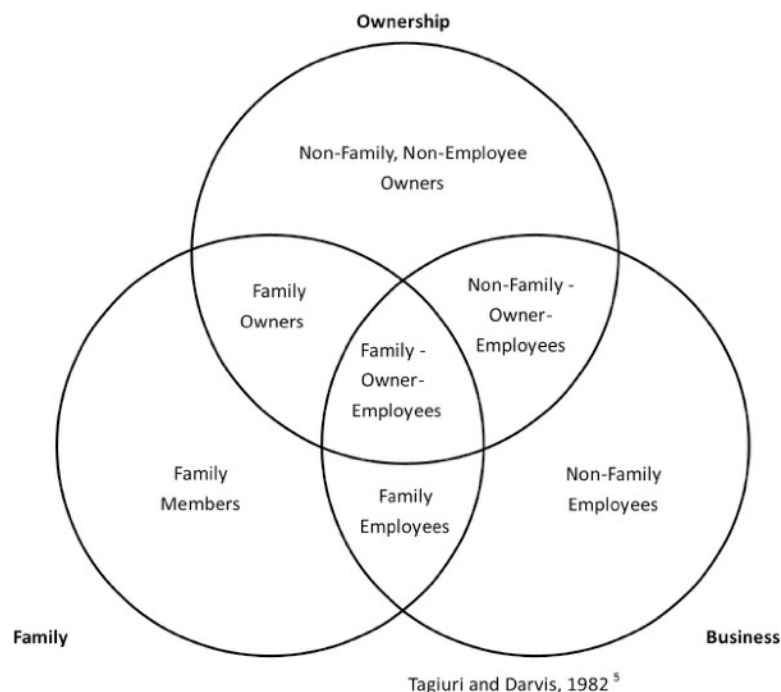 Ownership
Non-Family, Non-Employee
Owners
Family
Owners
Non-Family -
Owner-
Employees
Family -
Owner-
Employees
Family
Members
Family
Employees
Non-Family
Employees
Family
Business
Tagiuri and Darvis, 1982 5